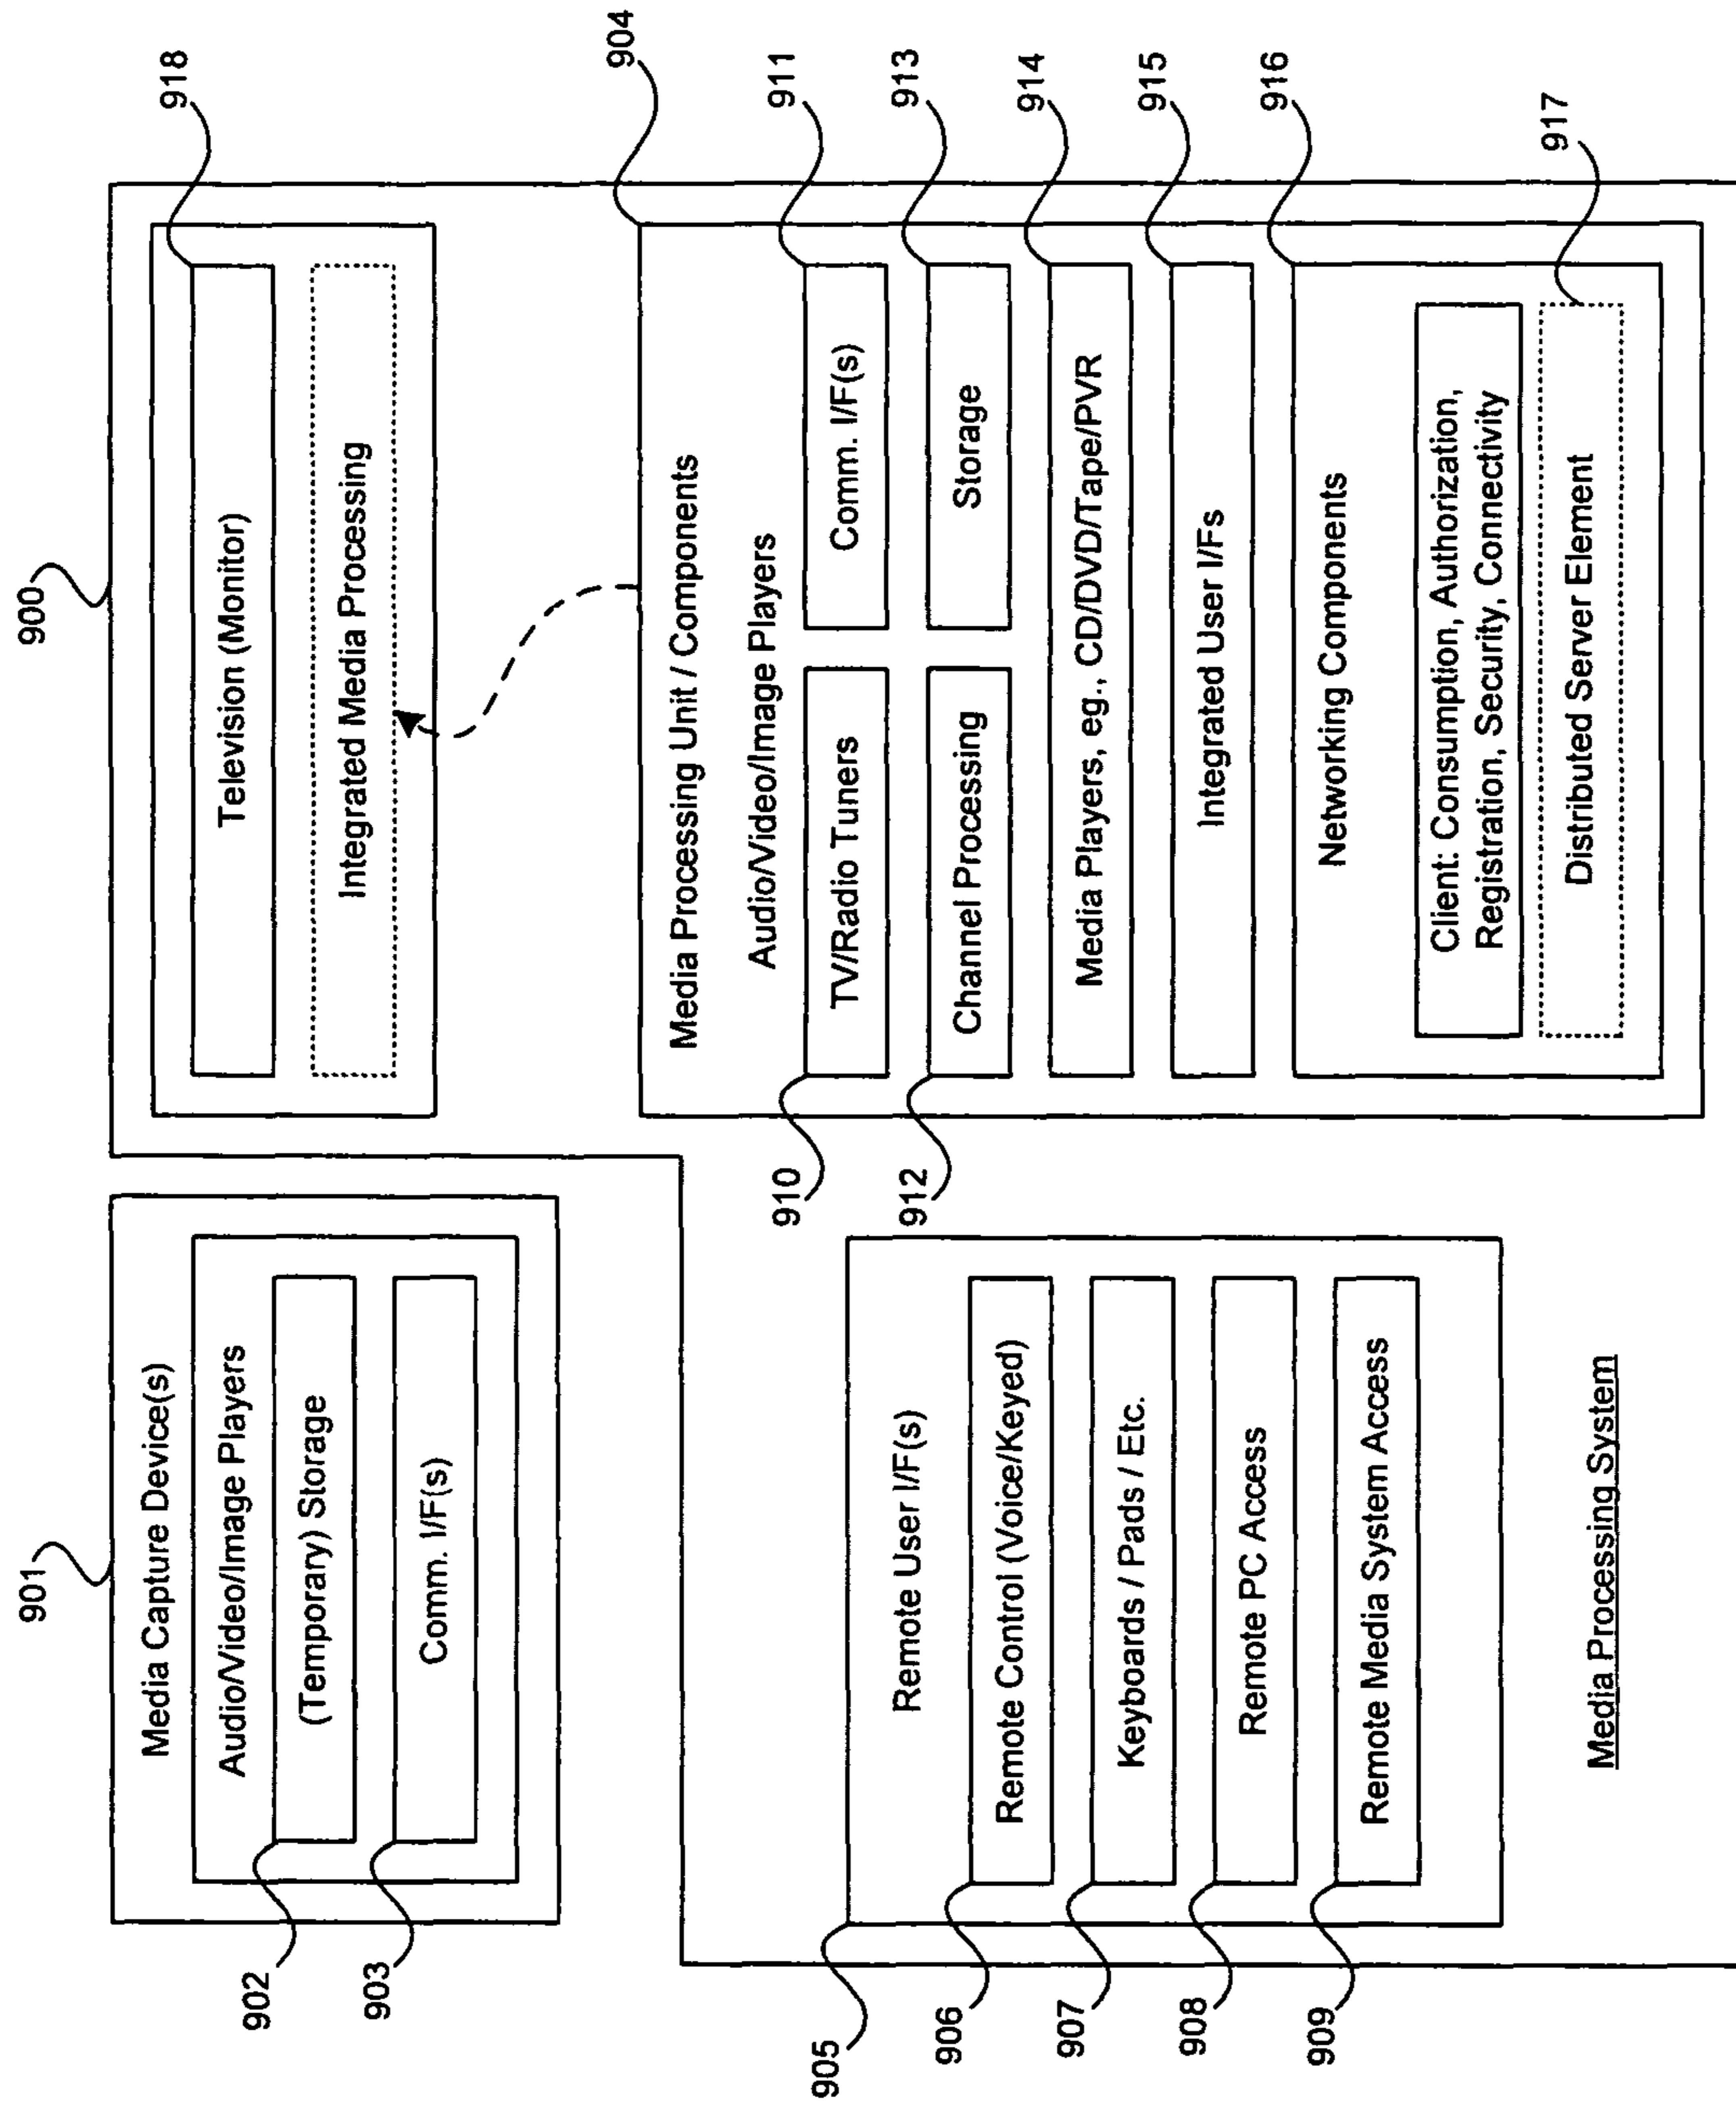 901
900
Media Capture Device(s)
Audio/Video/Image Players
(Temporary) Storage
902
Comm. I/F(s)
903
Television (Monitor)
918
Integrated Media Processing
904
Media Processing Unit / Components
Audio/Video/Image Players
910
TV/Radio Tuners
Comm. I/F(s)
911
912
Channel Processing
Storage
913
Media Players, eg., CD/DVD/Tape/PVR
914
Integrated User I/Fs
915
Networking Components
916
Client: Consumption, Authorization,
Registration, Security, Connectivity
Distributed Server Element
917
905
Remote User I/F(s)
906
Remote Control (Voice/Keyed)
907
Keyboards / Pads / Etc.
908
Remote PC Access
909
Remote Media System Access
Media Processing System